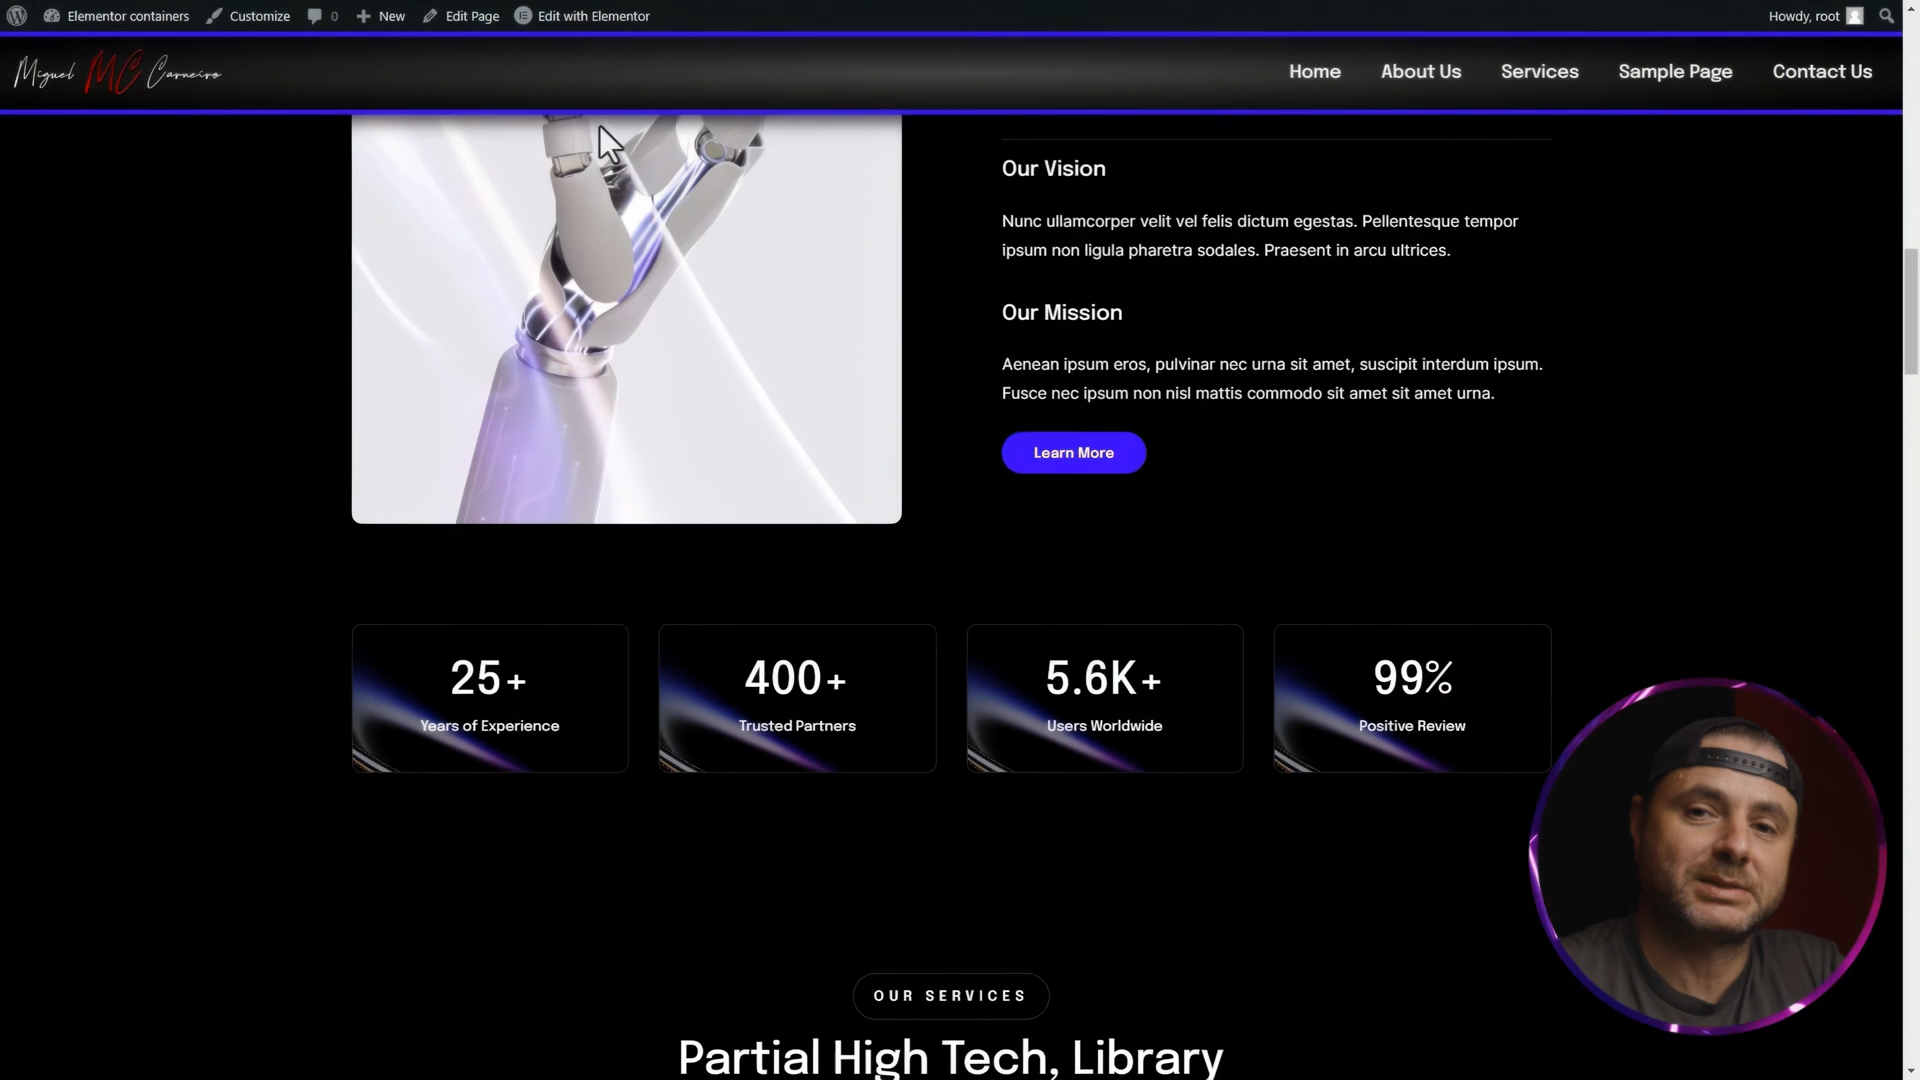 Elementor containers
Customize
0
New
Edit Page
Edit with Elementor
Howdy, root
Miguel MC Carneiro
Home
About Us
Services
Sample Page
Contact Us
Our Vision
Nunc ullamcorper velit vel felis dictum egestas. Pellentesque tempor
ipsum non ligula pharetra sodales. Praesent in arcu ultrices.
Our Mission
Aenean ipsum eros, pulvinar nec urna sit amet, suscipit interdum ipsum.
Fusce nec ipsum non nisl mattis commodo sit amet sit amet urna.
Learn More
25+
Years of Experience
400+
Trusted Partners
5.6K+
Users Worldwide
99%
Positive Review
OUR SERVICES
Partial High Tech, Library